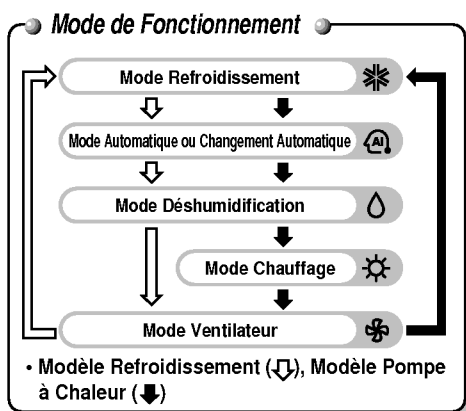 Mode de Fonctionnement
Mode Refroidissement
Mode Automatique ou Changement Automatique
AI
Mode Déshumidification
Mode Chauffage
Mode Ventilateur
• Modèle Refroidissement (⇩), Modèle Pompe
à Chaleur (⬇)